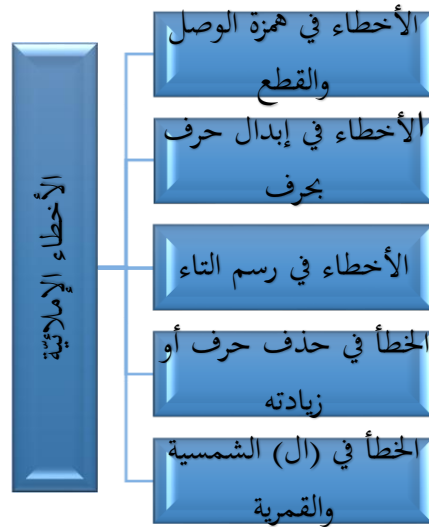 الأخطاء الإملائيّة
الأخطاء في همزة الوصل
والقطع
الأخطاء في إبدال حرف
بحرف
الأخطاء في رسم التاء
الخطأ في حذف حرف أو
زيادته
الخطأ في (ال) الشمسية
والقمرية